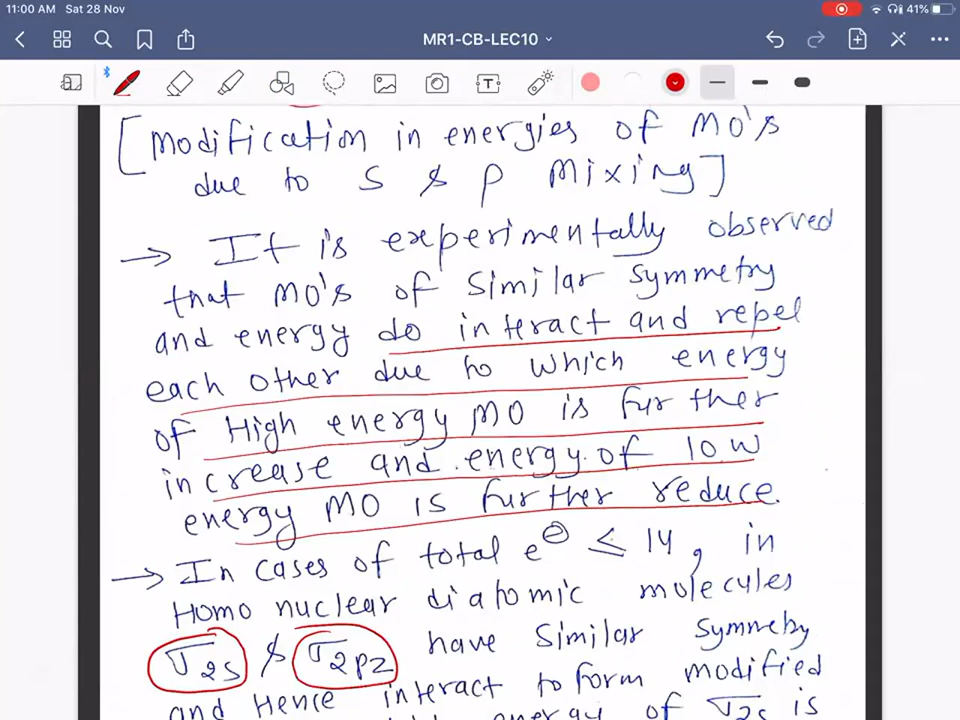 11:00 AM Sat 28 Nov
41%
MR1-CB-LEC10
[Modification in energies of MO's
due to S & P Mixing]
→ It is experimentally observed
that MO's of Similar Symmetry
and energy do interact and repel
each other due to which energy
of High energy MO is further
increase and energy of low
energy MO is further reduce.
→ In cases of total e⊖ ≤ 14, in
Homo nuclear diatomic molecules
σ2s & σ2pz have Similar Symmetry
and Hence interact to form modified
energy of σ2s is